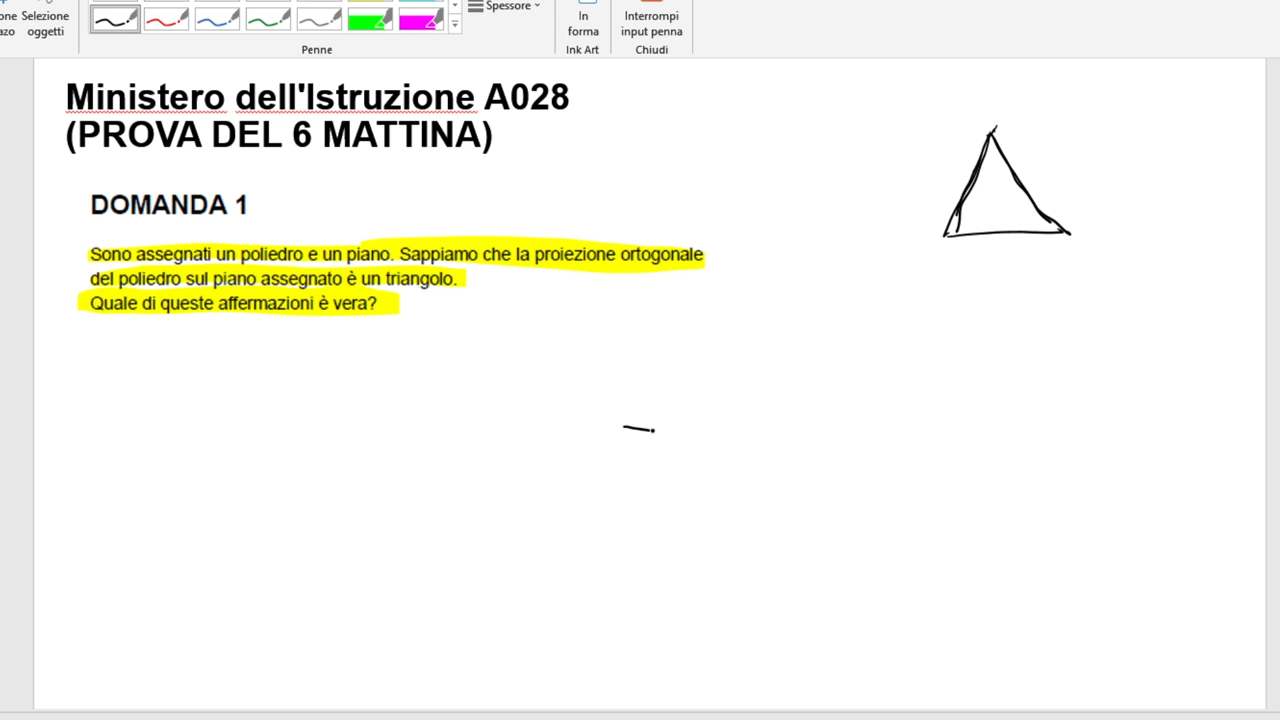 one
Selezione
Spessore
In
Interrompi
azo
oggetti
forma
input penna
Penne
Ink Art
Chiudi
Ministero dell'Istruzione A028
(PROVA DEL 6 MATTINA)
DOMANDA 1
Sono assegnati un poliedro e un piano. Sappiamo che la proiezione ortogonale
del poliedro sul piano assegnato è un triangolo.
Quale di queste affermazioni è vera?